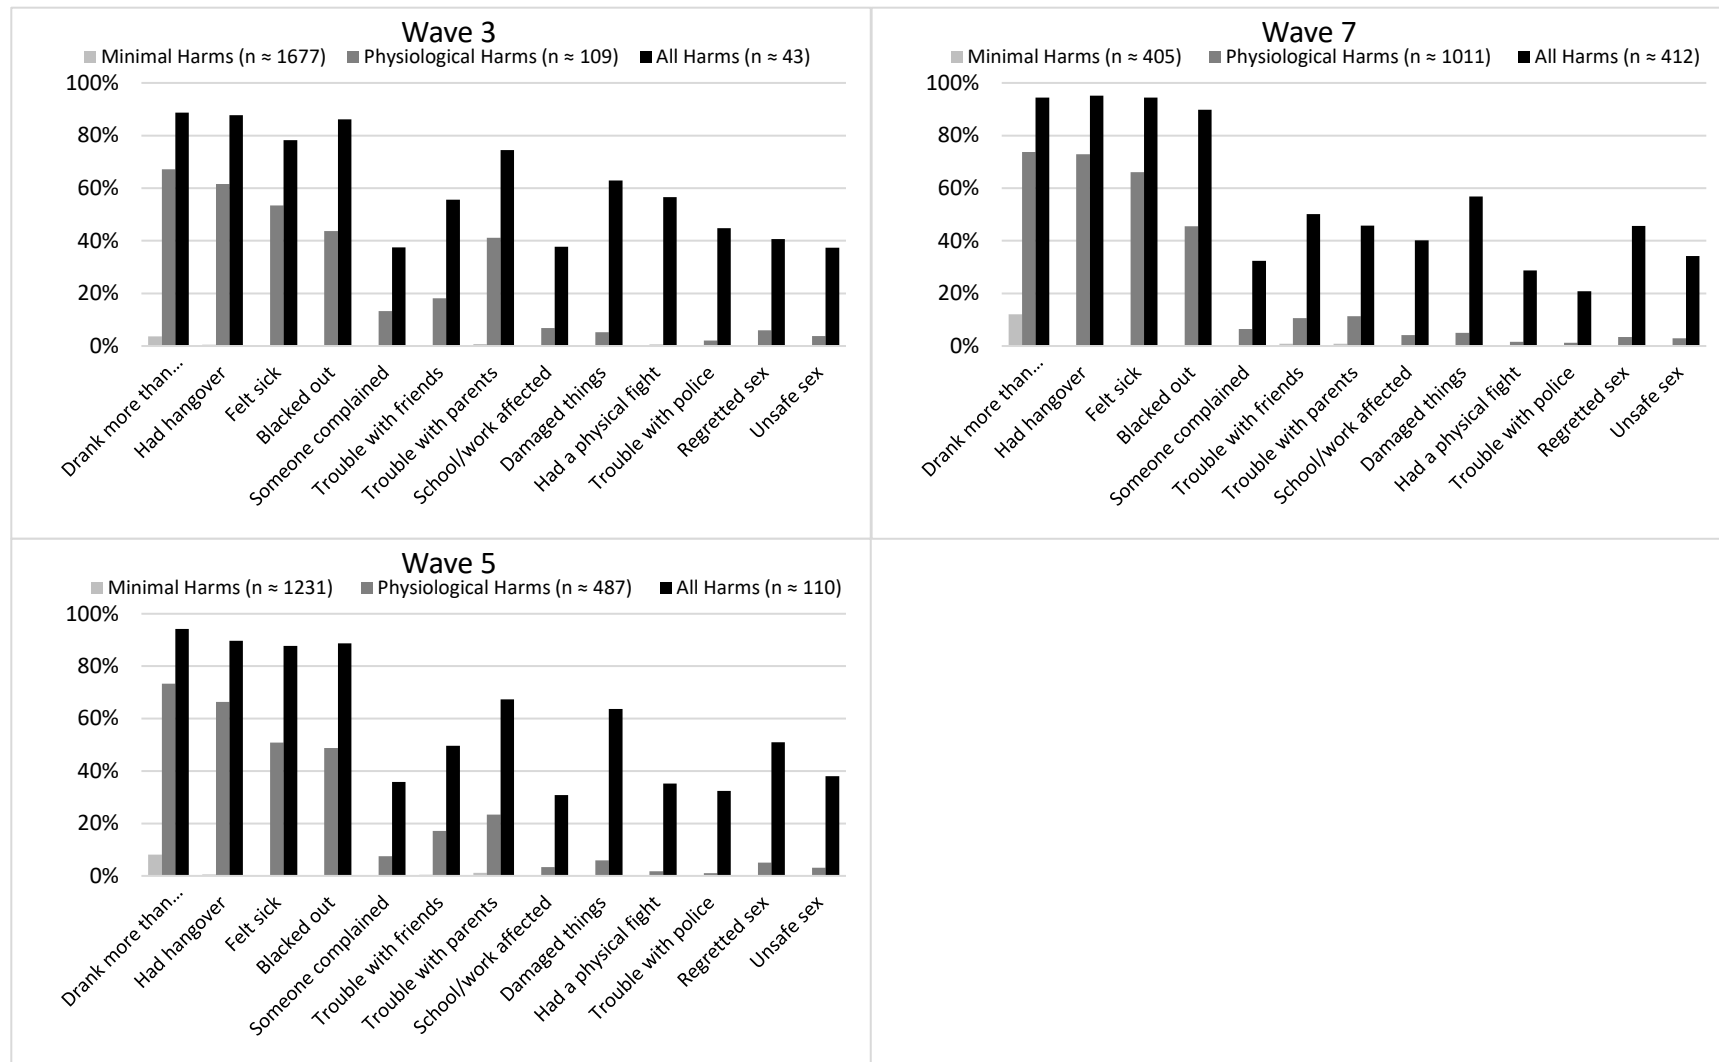 Wave 3
Minimal Harms (n ≈ 1677) Physiological Harms (n ≈ 109) All Harms (n ≈ 43)
100%
80%
60%
40%
20%
0%
Drank more than...
Had hangover
Felt sick
Blacked out
Someone complained
Trouble with friends
Trouble with parents
School/work affected
Damaged things
Had a physical fight
Trouble with police
Regretted sex
Unsafe sex
Wave 7
Minimal Harms (n ≈ 405) Physiological Harms (n ≈ 1011) All Harms (n ≈ 412)
100%
80%
60%
40%
20%
0%
Drank more than...
Had hangover
Felt sick
Blacked out
Someone complained
Trouble with friends
Trouble with parents
School/work affected
Damaged things
Had a physical fight
Trouble with police
Regretted sex
Unsafe sex
Wave 5
Minimal Harms (n ≈ 1231) Physiological Harms (n ≈ 487) All Harms (n ≈ 110)
100%
80%
60%
40%
20%
0%
Drank more than...
Had hangover
Felt sick
Blacked out
Someone complained
Trouble with friends
Trouble with parents
School/work affected
Damaged things
Had a physical fight
Trouble with police
Regretted sex
Unsafe sex